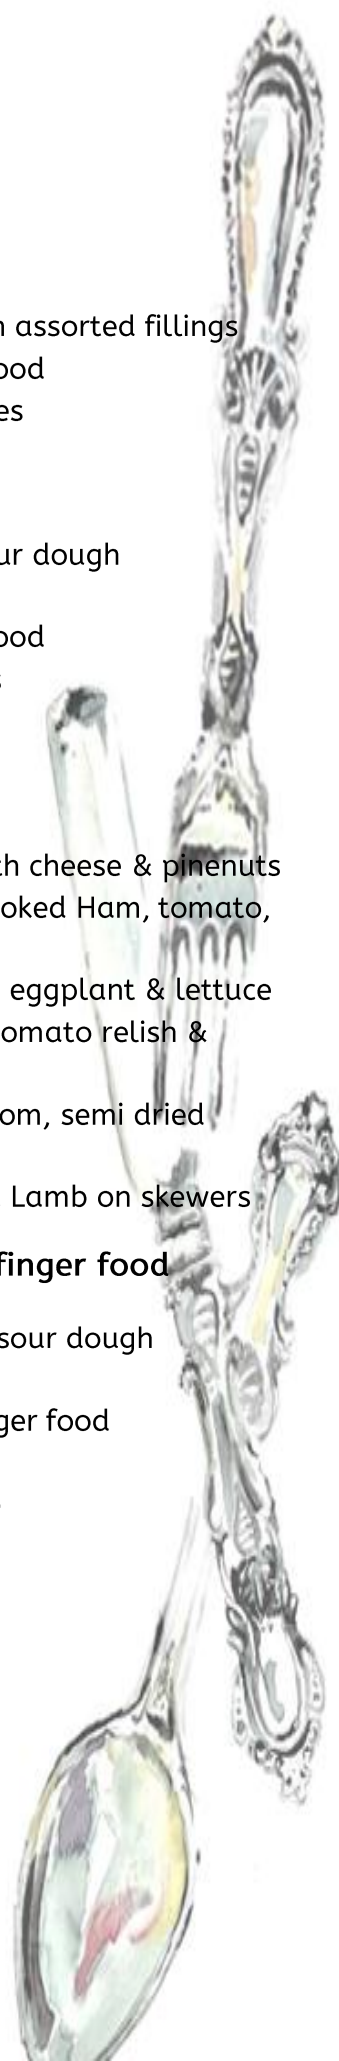 n assorted fillings
ood
es
ur dough
ood
s
th cheese & pinenuts
oked Ham, tomato,
eggplant & lettuce
omato relish &
om, semi dried
Lamb on skewers
finger food
sour dough
ger food